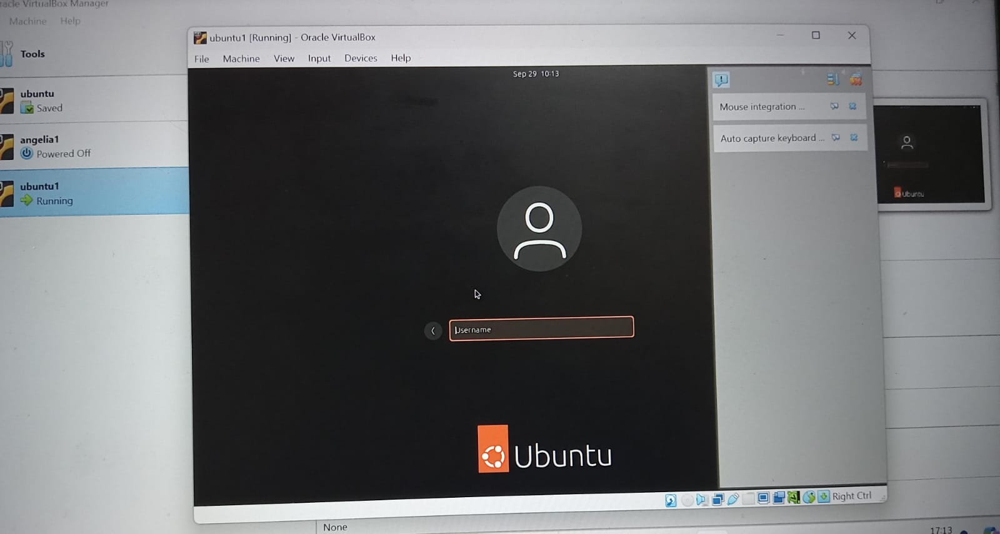 Oracle VirtualBox Manager
Machine Help
Tools
ubuntu
Saved
angelia1
Powered Off
ubuntu1
Running
ubuntu1 [Running] - Oracle VirtualBox
File Machine View Input Devices Help
Sep 29 10:13
Mouse integration ...
Auto capture keyboard ...
Username
Ubuntu
Right Ctrl
Ubuntu
None
17:13